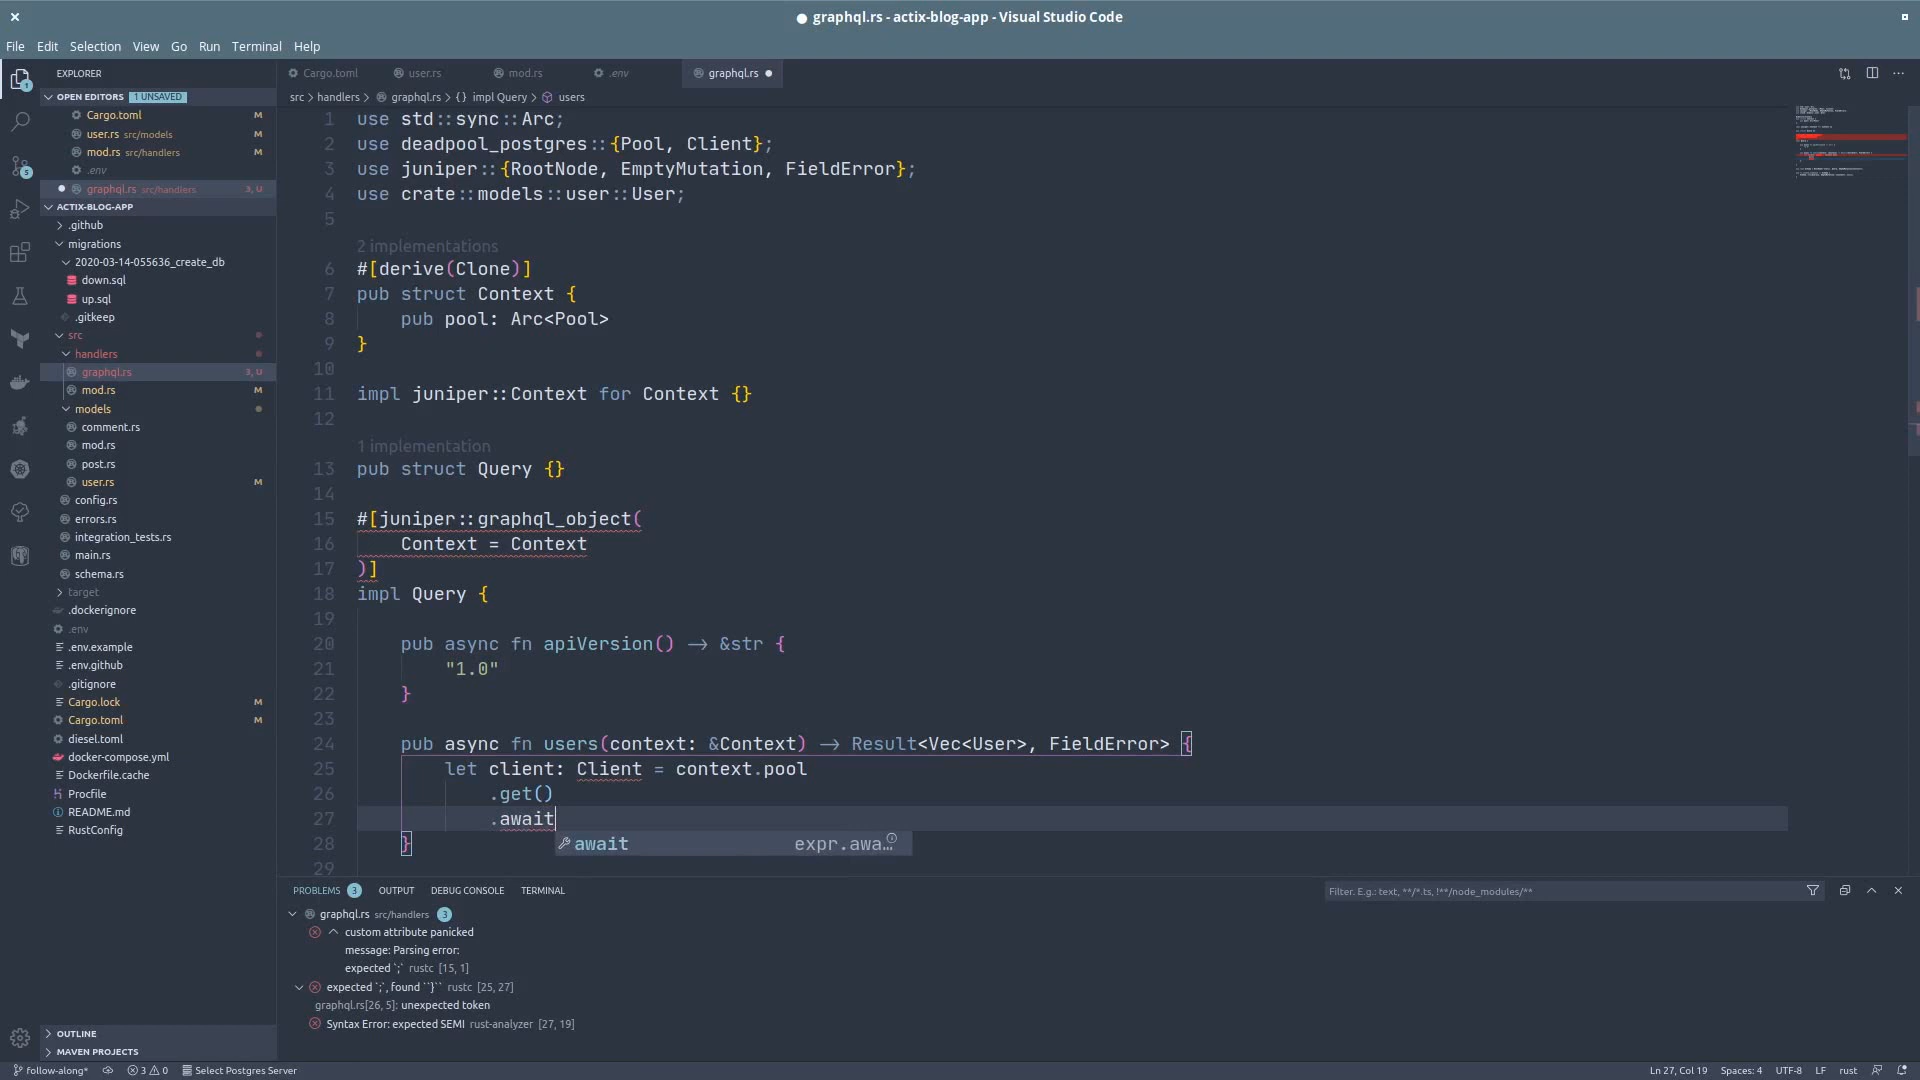 graphql.rs - actix-blog-app - Visual Studio Code
File Edit Selection View Go Run Terminal Help
EXPLORER
OPEN EDITORS 1 UNSAVED
Cargo.toml M
user.rs src/models M
mod.rs src/handlers M
.env
graphql.rs src/handlers 3, U
ACTIX-BLOG-APP
.github
migrations
2020-03-14-055636_create_db
down.sql
up.sql
.gitkeep
src
handlers
graphql.rs 3, U
mod.rs M
models
comment.rs
mod.rs
post.rs
user.rs M
config.rs
errors.rs
integration_tests.rs
main.rs
schema.rs
target
.dockerignore
.env
.env.example
.env.github
.gitignore
Cargo.lock M
Cargo.toml M
diesel.toml
docker-compose.yml
Dockerfile.cache
Procfile
README.md
RustConfig
OUTLINE
MAVEN PROJECTS
Cargo.toml user.rs mod.rs .env graphql.rs
src > handlers > graphql.rs > {} impl Query > users
1 use std::sync::Arc;
2 use deadpool_postgres::{Pool, Client};
3 use juniper::{RootNode, EmptyMutation, FieldError};
4 use crate::models::user::User;
5
2 implementations
6 #[derive(Clone)]
7 pub struct Context {
8 pub pool: Arc<Pool>
9 }
10
11 impl juniper::Context for Context {}
12
1 implementation
13 pub struct Query {}
14
15 #[juniper::graphql_object(
16 Context = Context
17 )]
18 impl Query {
19
20 pub async fn apiVersion() -> &str {
21 "1.0"
22 }
23
24 pub async fn users(context: &Context) -> Result<Vec<User>, FieldError> {
25 let client: Client = context.pool
26 .get()
27 .await
28 }
await expr.awa…
29
PROBLEMS 3 OUTPUT DEBUG CONSOLE TERMINAL
Filter. E.g.: text, **/*.ts, !**/node_modules/**
graphql.rs src/handlers 3
custom attribute panicked
message: Parsing error:
expected `;` rustc [15, 1]
expected `;`, found ``}`` rustc [25, 27]
graphql.rs[26, 5]: unexpected token
Syntax Error: expected SEMI rust-analyzer [27, 19]
follow-along* 3 0 Select Postgres Server
Ln 27, Col 19 Spaces: 4 UTF-8 LF rust